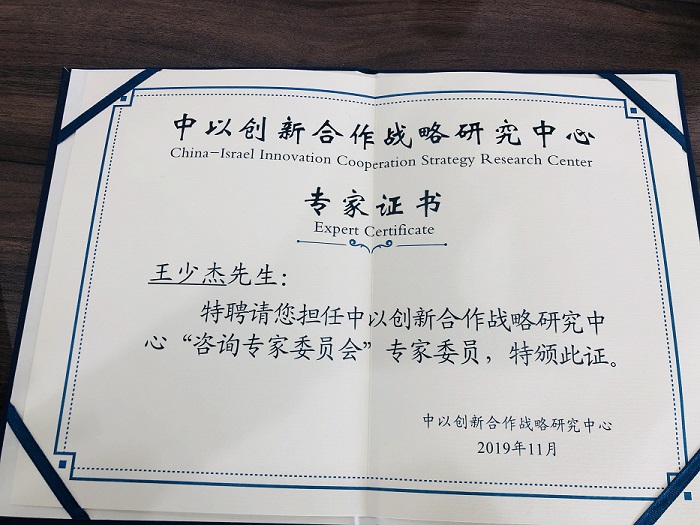 中以创新合作战略研究中心
China-Israel Innovation Cooperation Strategy Research Center
专家证书
Expert Certificate
王少杰先生：
特聘请您担任中以创新合作战略研究中
心“咨询专家委员会”专家委员，特颁此证。
中以创新合作战略研究中心
2019年11月